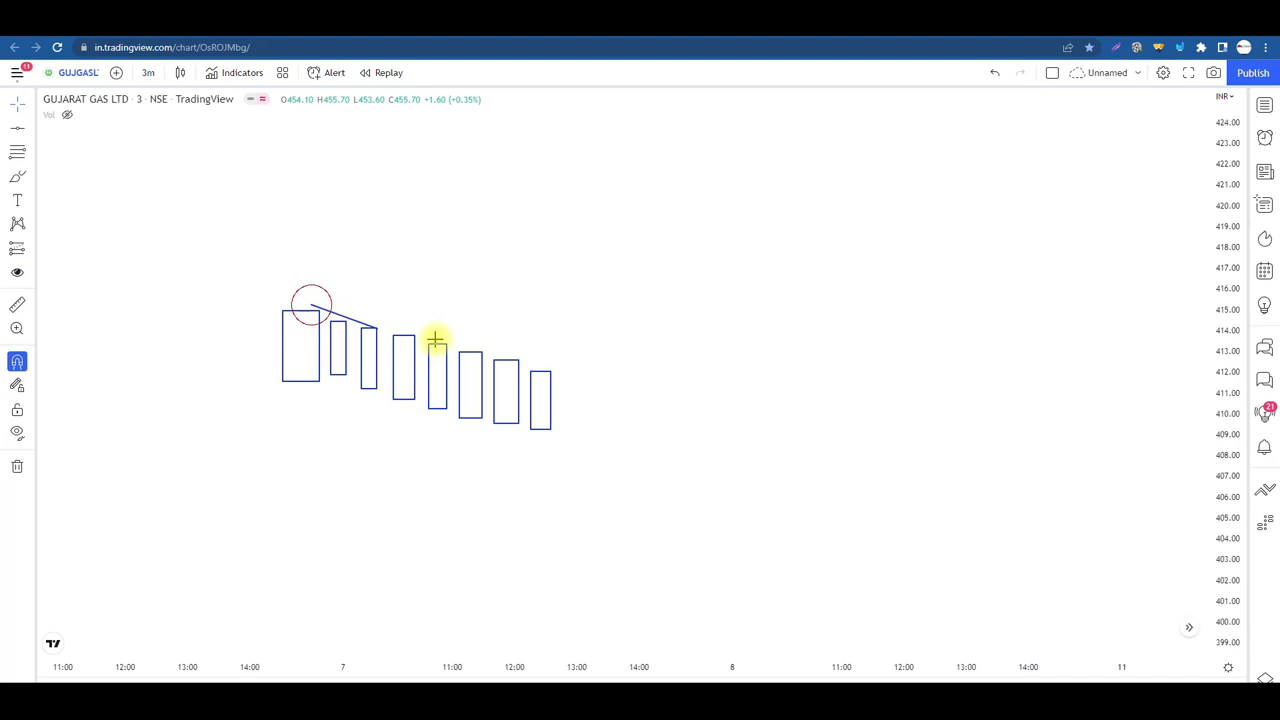 in.tradingview.com/chart/OsROJMbg/
11
GUJGASL
3m
Indicators
Alert
Replay
Unnamed
Publish
GUJARAT GAS LTD · 3 · NSE · TradingView
O454.10 H455.70 L453.60 C455.70 +1.60 (+0.35%)
INR
Vol
424.00
423.00
422.00
421.00
420.00
419.00
418.00
417.00
416.00
415.00
414.00
413.00
412.00
411.00
410.00
409.00
408.00
407.00
406.00
405.00
404.00
403.00
402.00
401.00
400.00
399.00
21
11:00 12:00 13:00 14:00 7 11:00 12:00 13:00 14:00 8 11:00 12:00 13:00 14:00 11